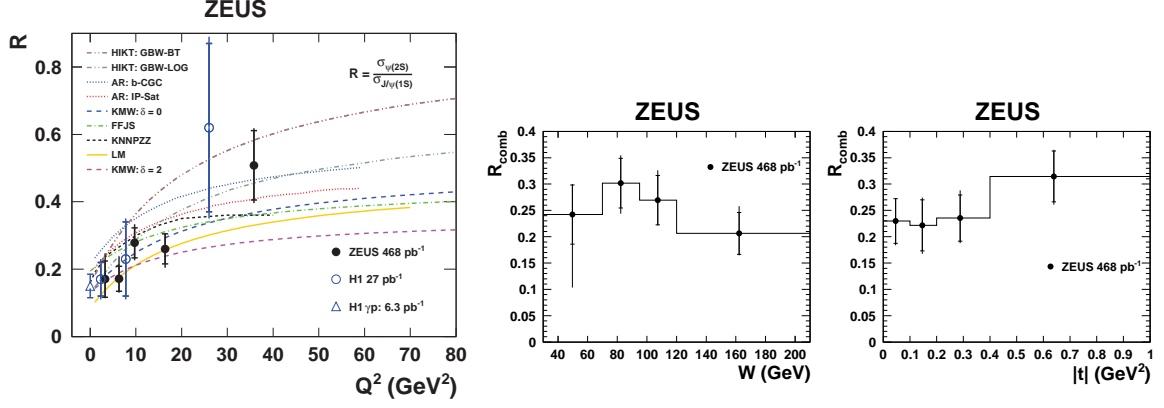 ZEUS
R
0.8
0.6
0.4
0.2
0
HIKT: GBW-BT
HIKT: GBW-LOG
AR: b-CGC
AR: IP-Sat
KMW: δ = 0
FFJS
KNNPZZ
LM
KMW: δ = 2
R = σψ(2S) / σJ/ψ(1S)
ZEUS 468 pb⁻¹
H1 27 pb⁻¹
H1 γp: 6.3 pb⁻¹
0 10 20 30 40 50 60 70 80
Q² (GeV²)
ZEUS
R_comb
0.4
0.35
0.3
0.25
0.2
0.15
0.1
0.05
0
ZEUS 468 pb⁻¹
40 60 80 100 120 140 160 180 200
W (GeV)
ZEUS
R_comb
0.4
0.35
0.3
0.25
0.2
0.15
0.1
0.05
0
ZEUS 468 pb⁻¹
0 0.1 0.2 0.3 0.4 0.5 0.6 0.7 0.8 0.9 1
|t| (GeV²)